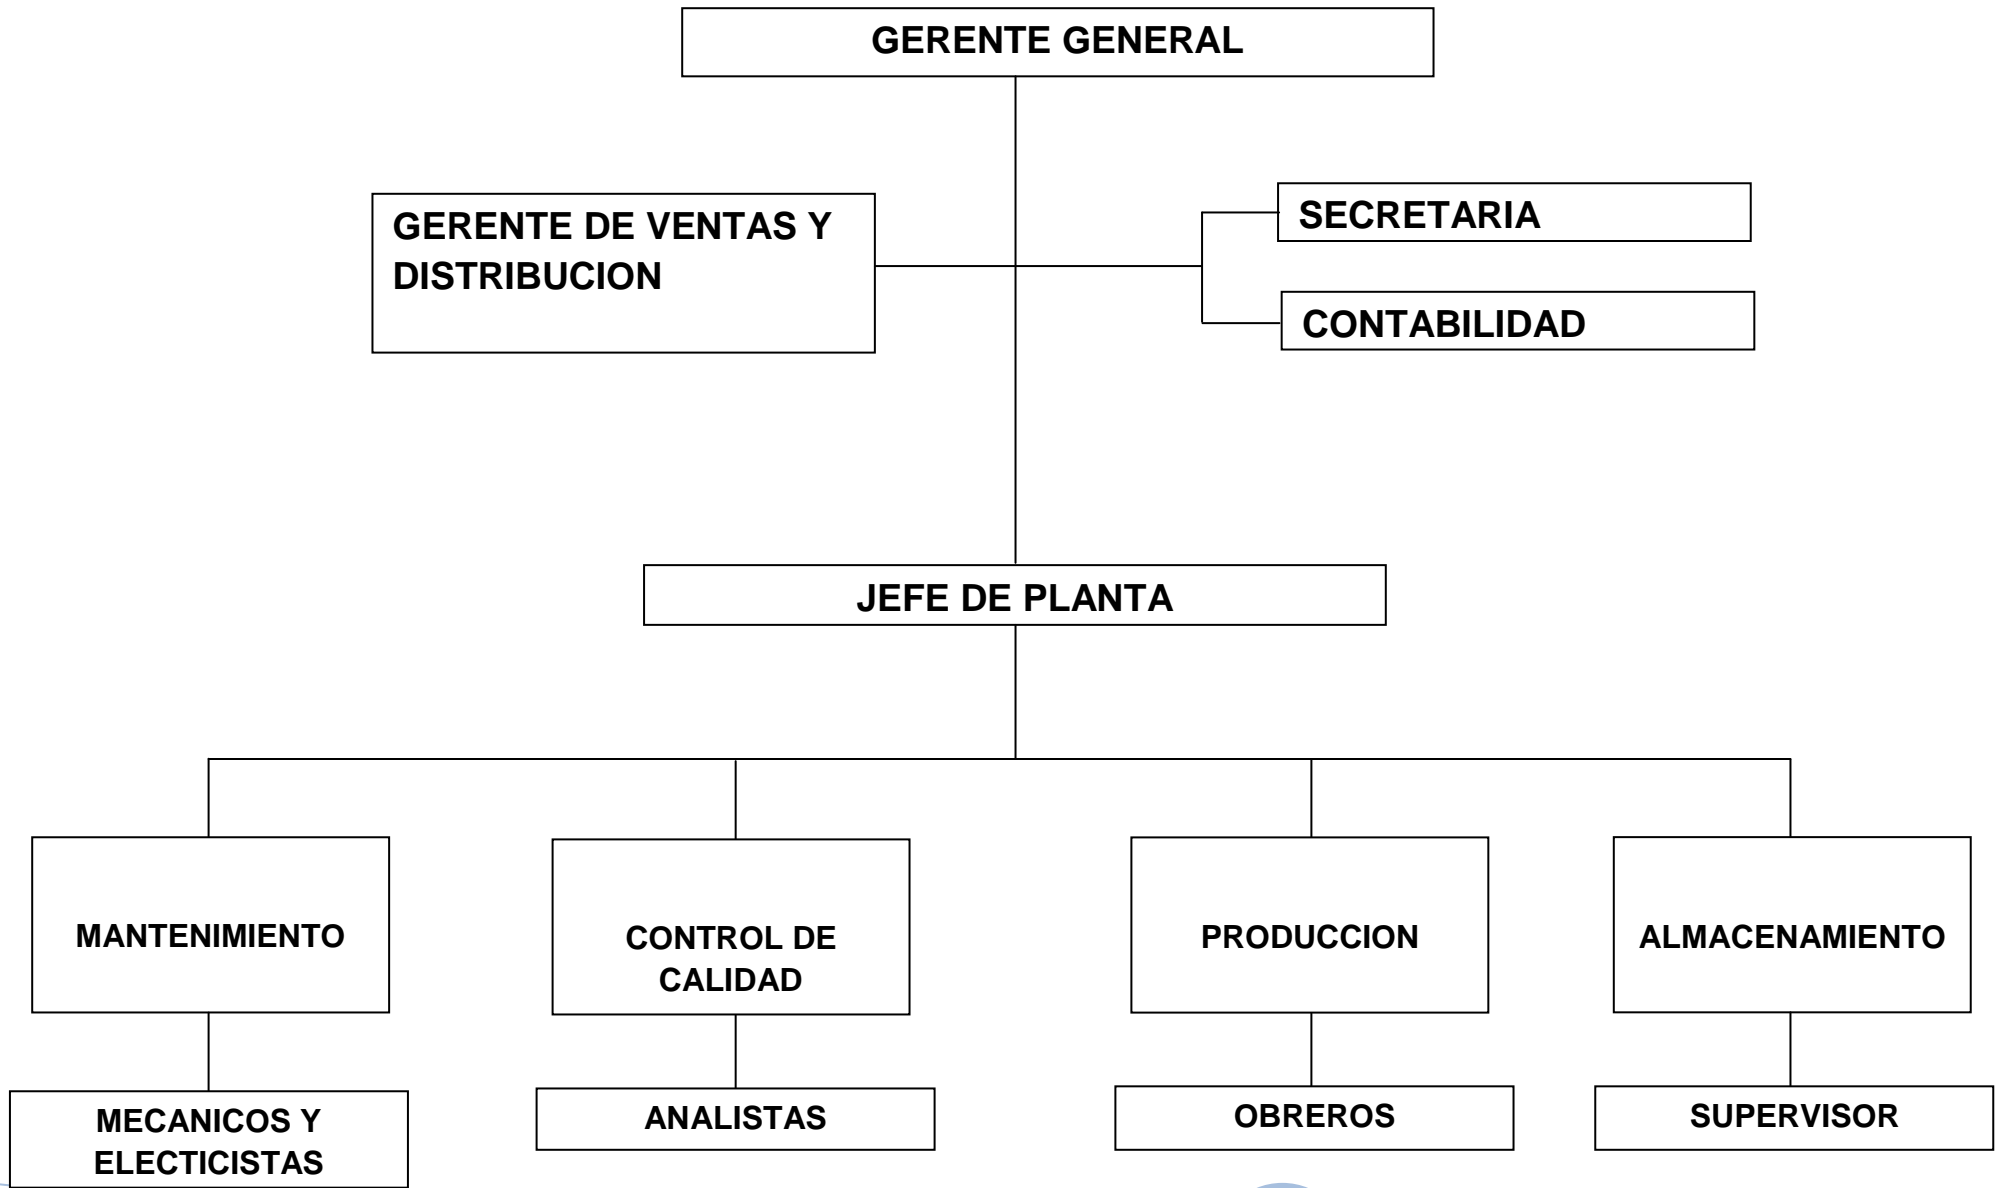 GERENTE GENERAL
GERENTE DE VENTAS Y
DISTRIBUCION
SECRETARIA
CONTABILIDAD
JEFE DE PLANTA
MANTENIMIENTO
CONTROL DE
CALIDAD
PRODUCCION
ALMACENAMIENTO
MECANICOS Y
ELECTICISTAS
ANALISTAS
OBREROS
SUPERVISOR